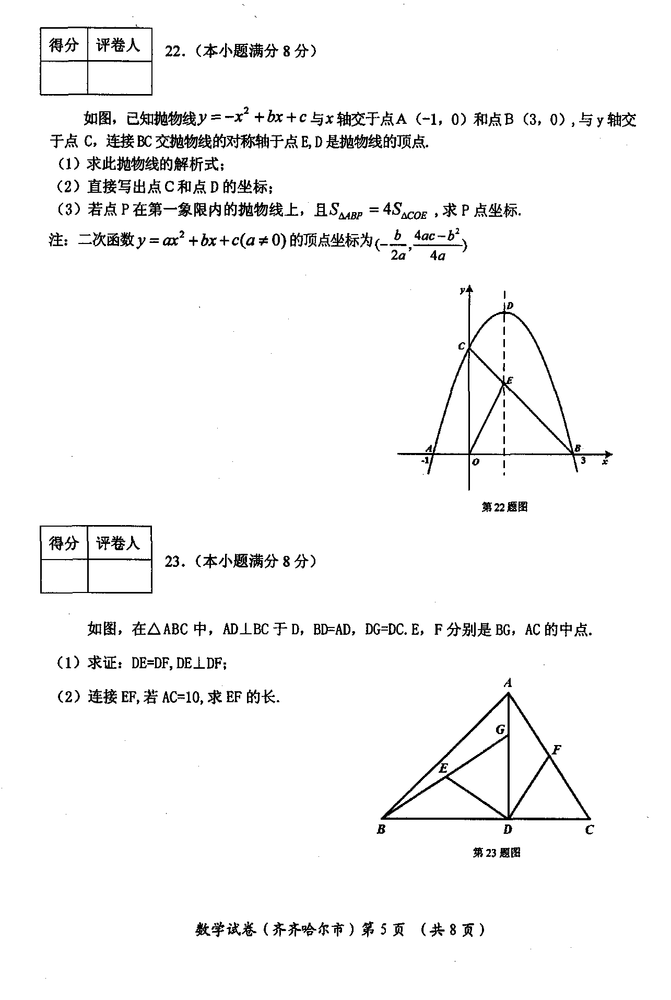 得分 评卷人
22.（本小题满分 8 分）
如图，已知抛物线y=-x²+bx+c与x轴交于点A（-1，0）和点B（3，0）,与y轴交
于点 C，连接BC交抛物线的对称轴于点E,D是抛物线的顶点.
（1）求此抛物线的解析式；
（2）直接写出点C和点D的坐标；
（3）若点P在第一象限内的抛物线上，且S△ABP = 4S△COE ,求P点坐标.
注：二次函数y=ax²+bx+c(a≠0)的顶点坐标为(-b/2a,(4ac-b²)/4a)
y
D
C
E
A
B
-1
O
3
x
第22题图
得分 评卷人
23.（本小题满分 8 分）
如图，在△ABC中，AD⊥BC于D，BD=AD，DG=DC.E，F分别是BG，AC的中点.
（1）求证：DE=DF,DE⊥DF；
（2）连接EF,若AC=10,求EF的长.
A
G
F
E
B
D
C
第23题图
数学试卷（齐齐哈尔市）第 5 页 （共 8 页）